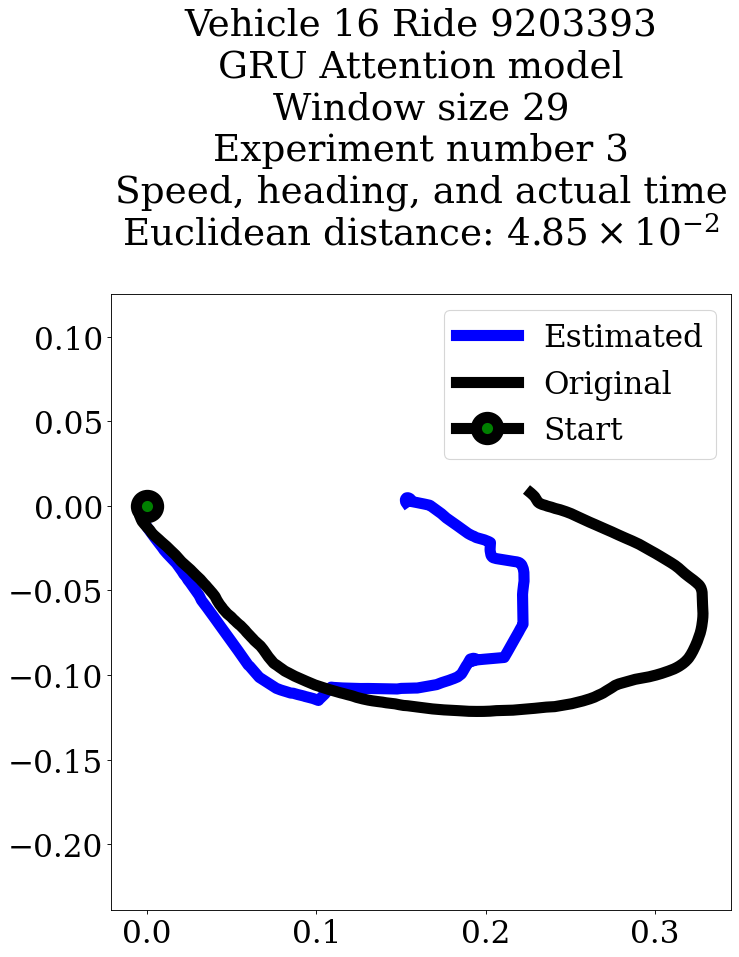 Vehicle 16 Ride 9203393
GRU Attention model
Window size 29
Experiment number 3
Speed, heading, and actual time
Euclidean distance: 4.85 × 10⁻²
Estimated
Original
Start
0.10
0.05
0.00
−0.05
−0.10
−0.15
−0.20
0.0 0.1 0.2 0.3